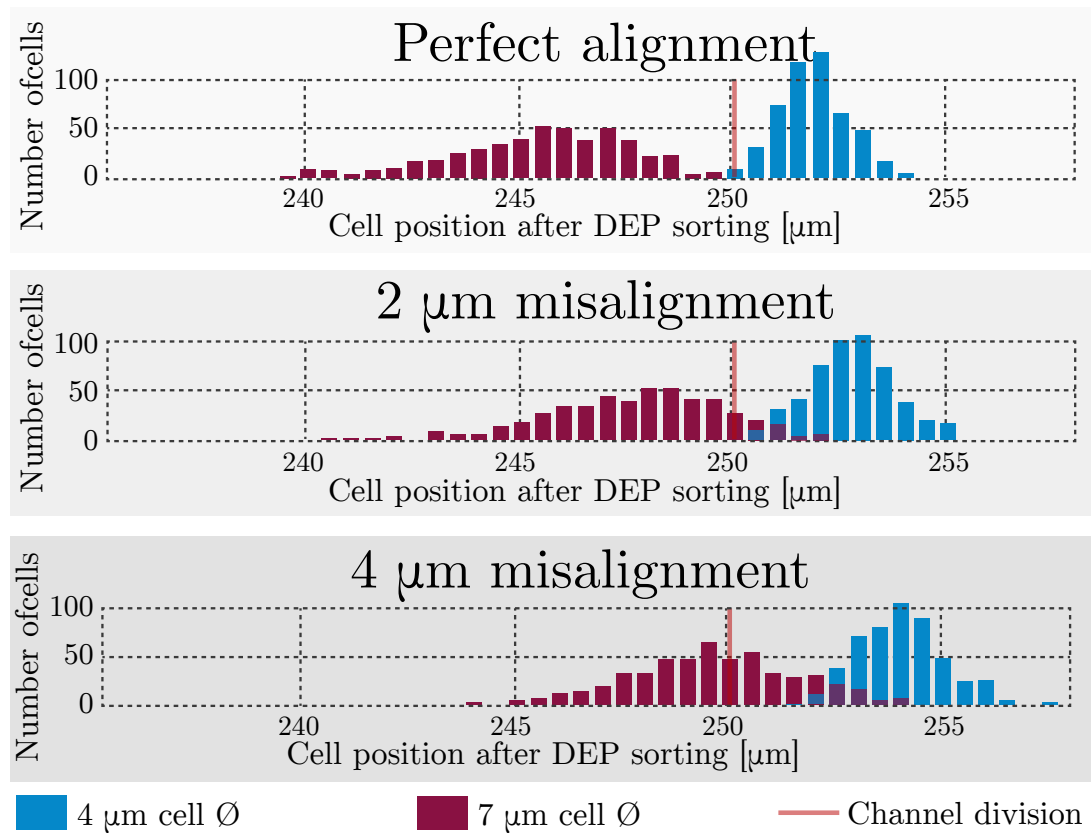 Perfect alignment
Number ofcells
100
50
0
240 245 250 255
Cell position after DEP sorting [μm]
2 μm misalignment
Number ofcells
100
50
0
240 245 250 255
Cell position after DEP sorting [μm]
4 μm misalignment
Number ofcells
100
50
0
240 245 250 255
Cell position after DEP sorting [μm]
4 μm cell Ø 7 μm cell Ø Channel division